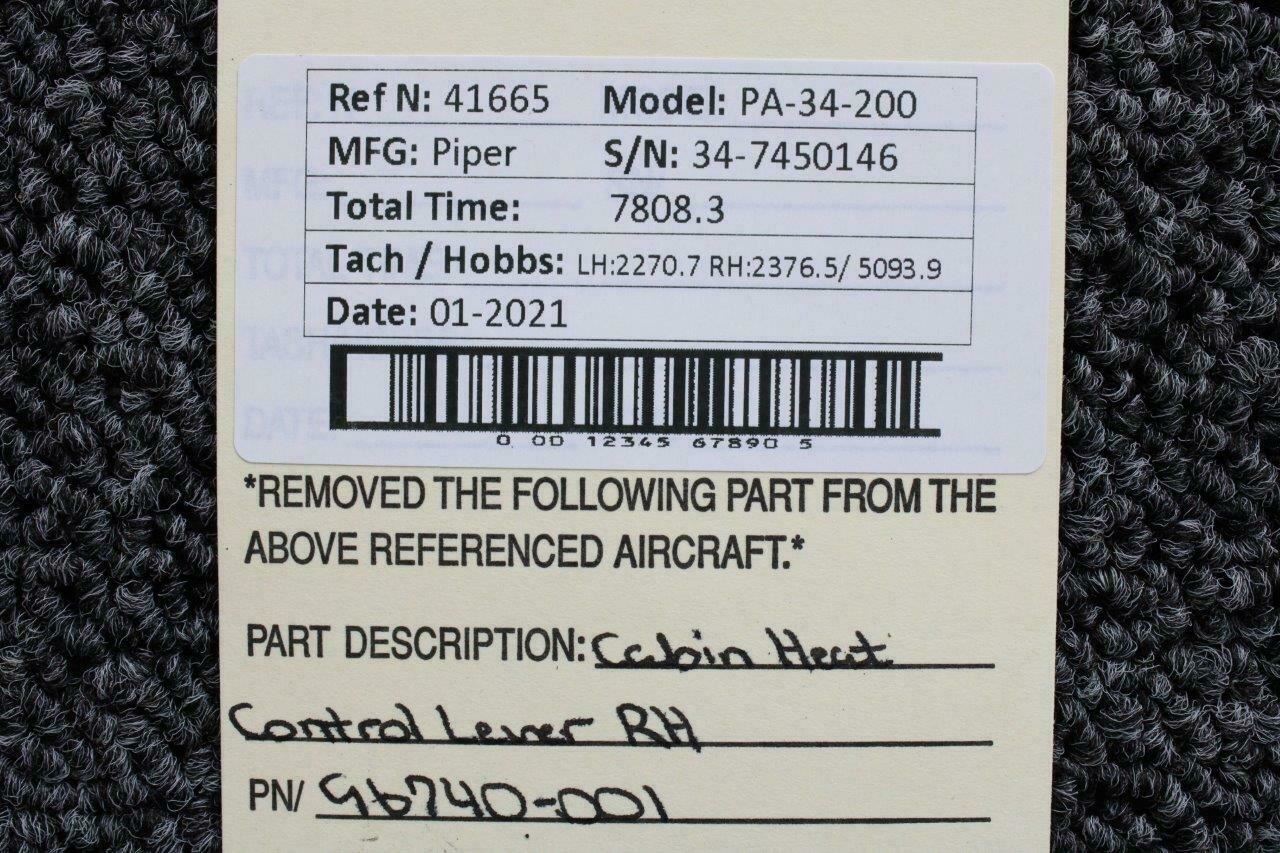 Ref N: 41665 Model: PA-34-200
MFG: Piper S/N: 34-7450146
Total Time: 7808.3
Tach / Hobbs: LH:2270.7 RH:2376.5/ 5093.9
Date: 01-2021
0 00 12345 67890 5
*REMOVED THE FOLLOWING PART FROM THE
ABOVE REFERENCED AIRCRAFT.*
PART DESCRIPTION: Cabin Heat
Control Lever RH
PN/ 96740-001